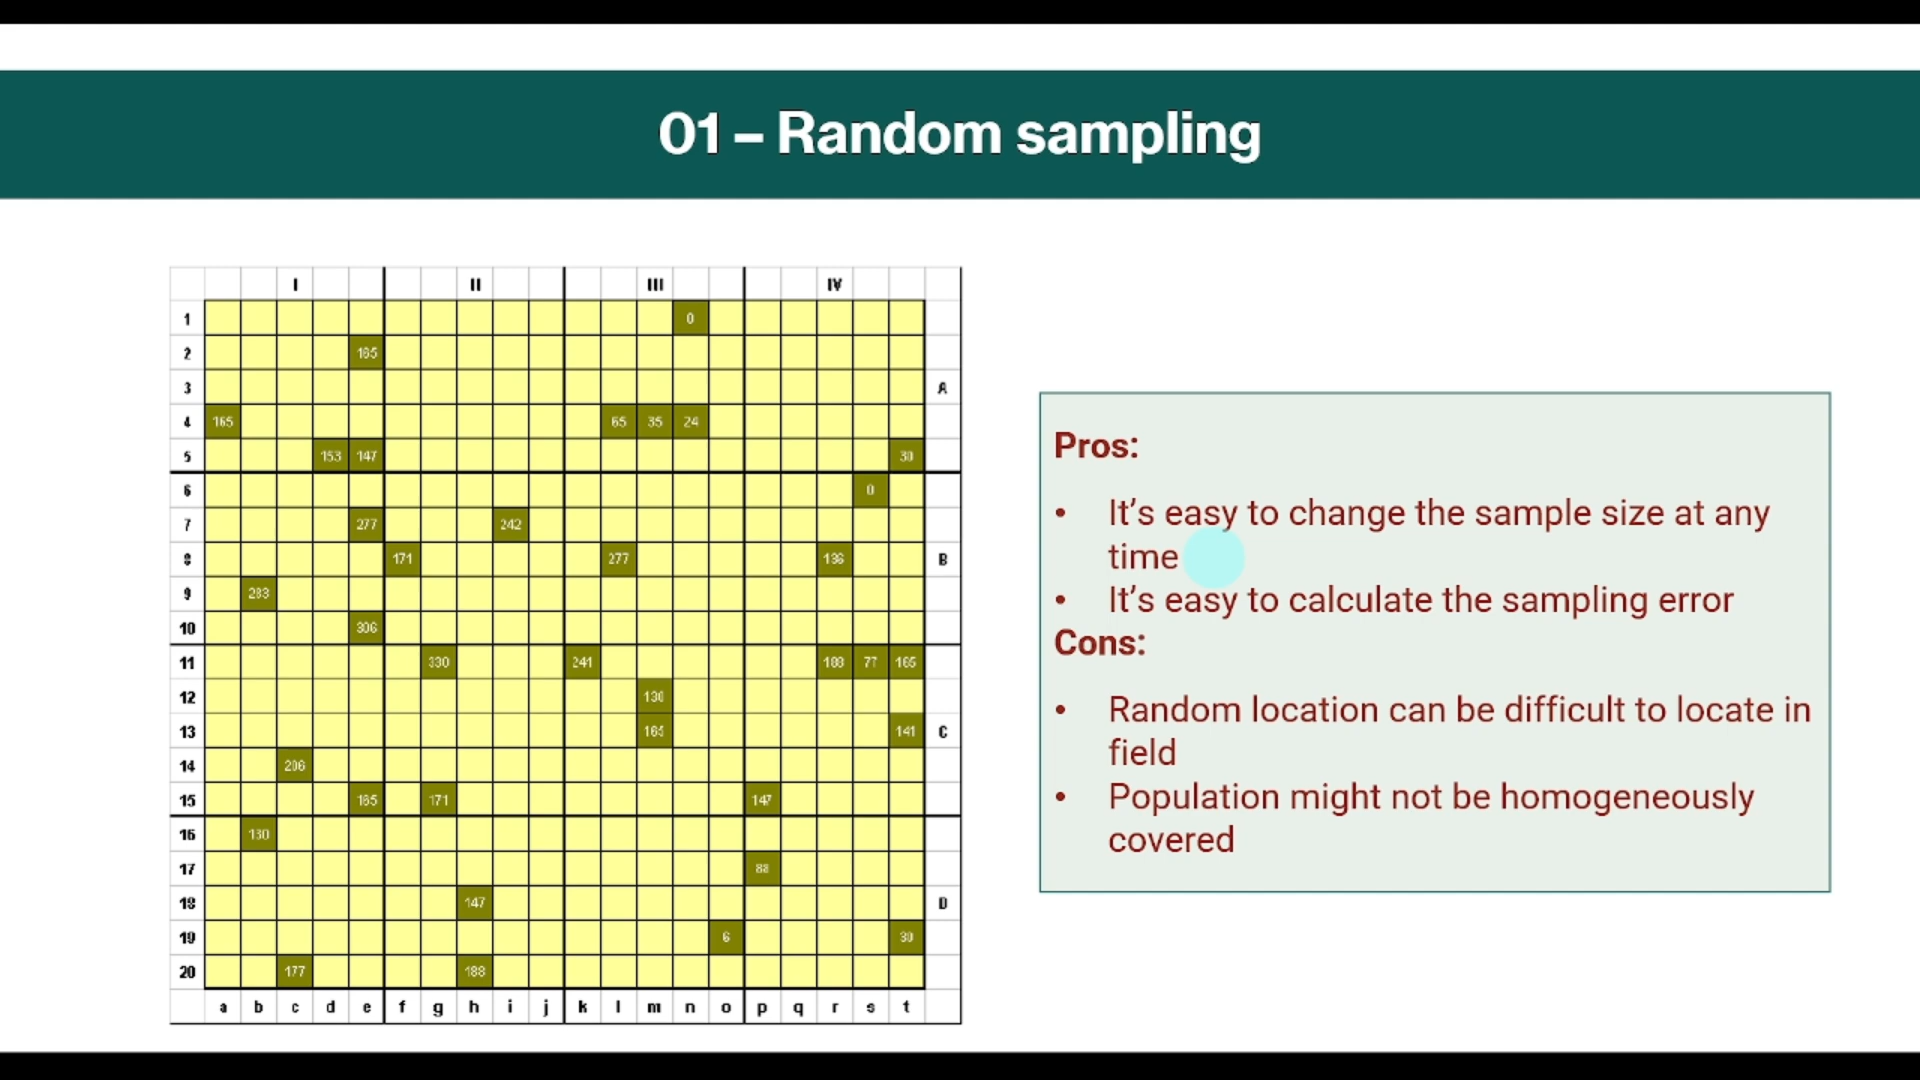 01 – Random sampling
I II III IV
1 0
2 165
3 A
4 165 65 35 24
5 153 147 30
6 0
7 277 242
8 171 277 136 B
9 283
10 306
11 330 241 188 77 165
12 130
13 165 141 C
14 206
15 165 171 147
16 130
17 88
18 147 D
19 6 30
20 177 188
a b c d e f g h i j k l m n o p q r s t
Pros:
• It’s easy to change the sample size at any
time
• It’s easy to calculate the sampling error
Cons:
• Random location can be difficult to locate in
field
• Population might not be homogeneously
covered